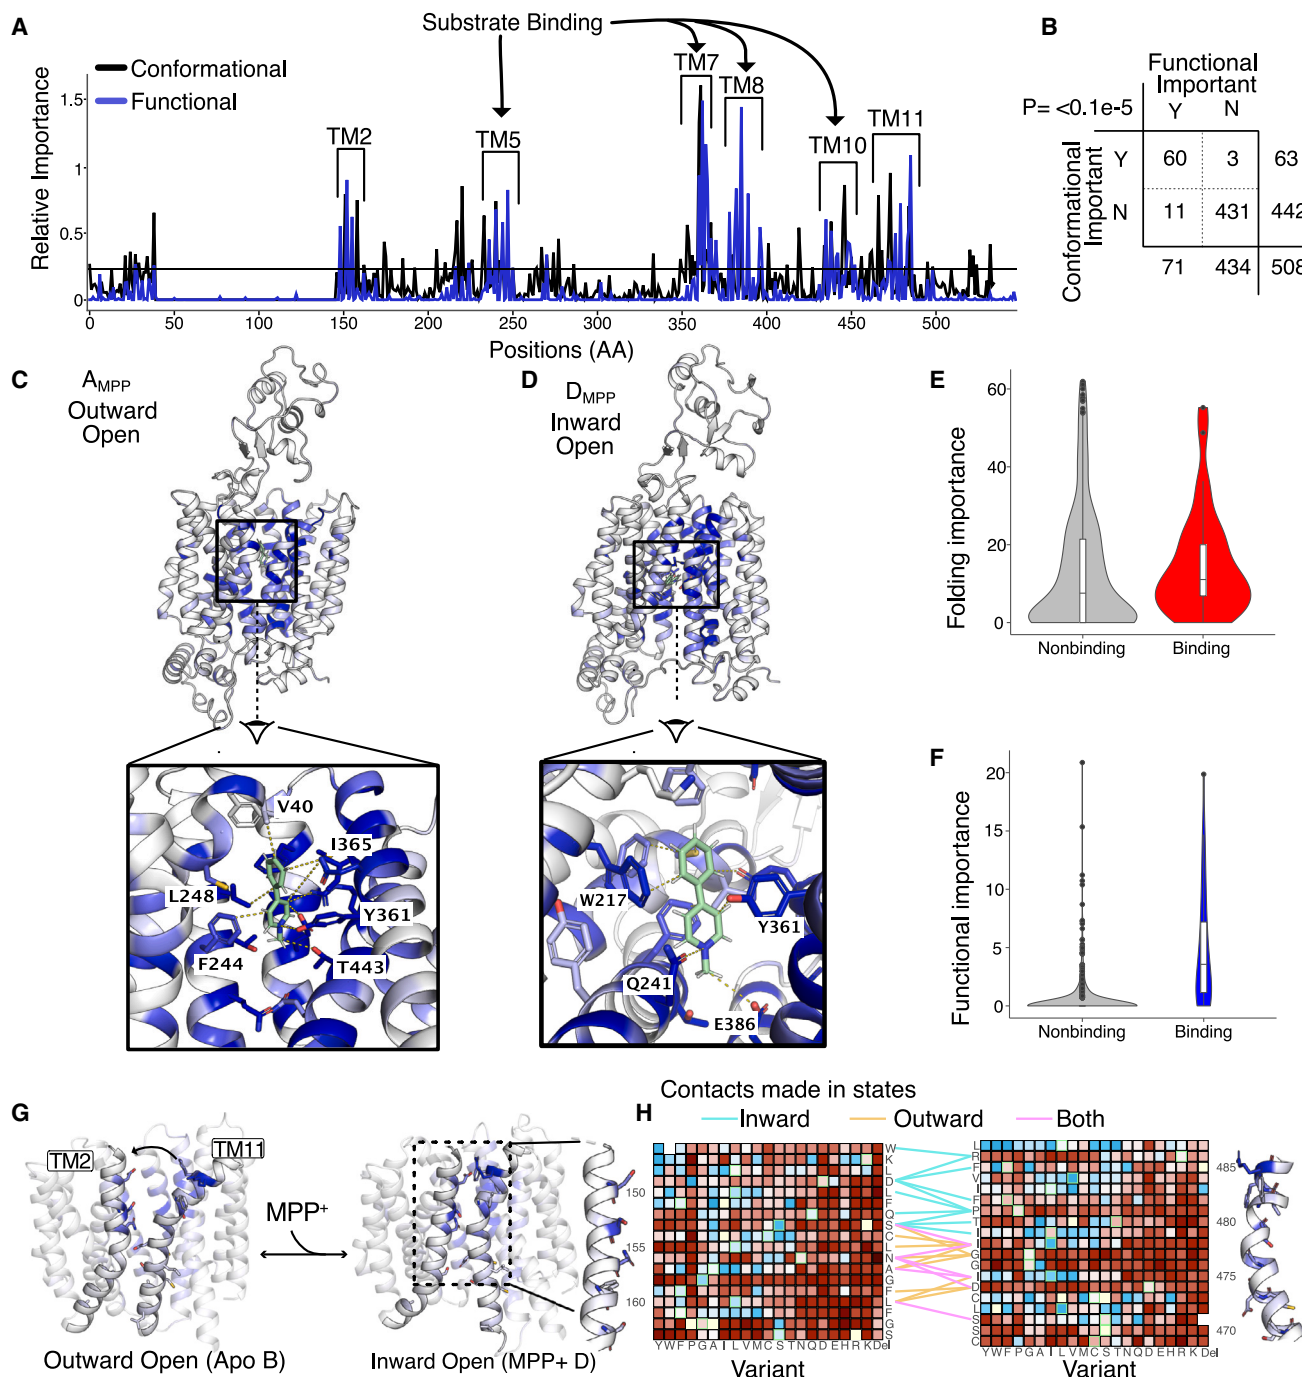 A
Substrate Binding
Conformational
Functional
TM2
TM5
TM7
TM8
TM10
TM11
Relative Importance
1.5
1
0.5
0
0 50 100 150 200 250 300 350 400 450 500
Positions (AA)
B
Functional
Important
P= <0.1e-5
Y N
Conformational
Important
Y 60 3 63
N 11 431 442
71 434 508
C
AMPP
Outward
Open
V40
I365
L248
Y361
F244
T443
D
DMPP
Inward
Open
W217
Y361
Q241
E386
E
Folding importance
60
40
20
0
Nonbinding Binding
F
Functional importance
20
15
10
5
0
Nonbinding Binding
G
TM2
TM11
MPP+
150
155
160
Outward Open (Apo B)
Inward Open (MPP+ D)
H
Contacts made in states
Inward Outward Both
W
K
L
D
L
F
Q
S
C
L
N
A
G
F
L
F
G
S
Y W F P G A I L V M C S T N Q D E H R K Del
Variant
L
R
F
V
I
F
P
T
I
I
G
G
I
D
C
L
S
S
C
485
480
475
470
Y W F P G A I L V M C S T N Q D E H R K Del
Variant